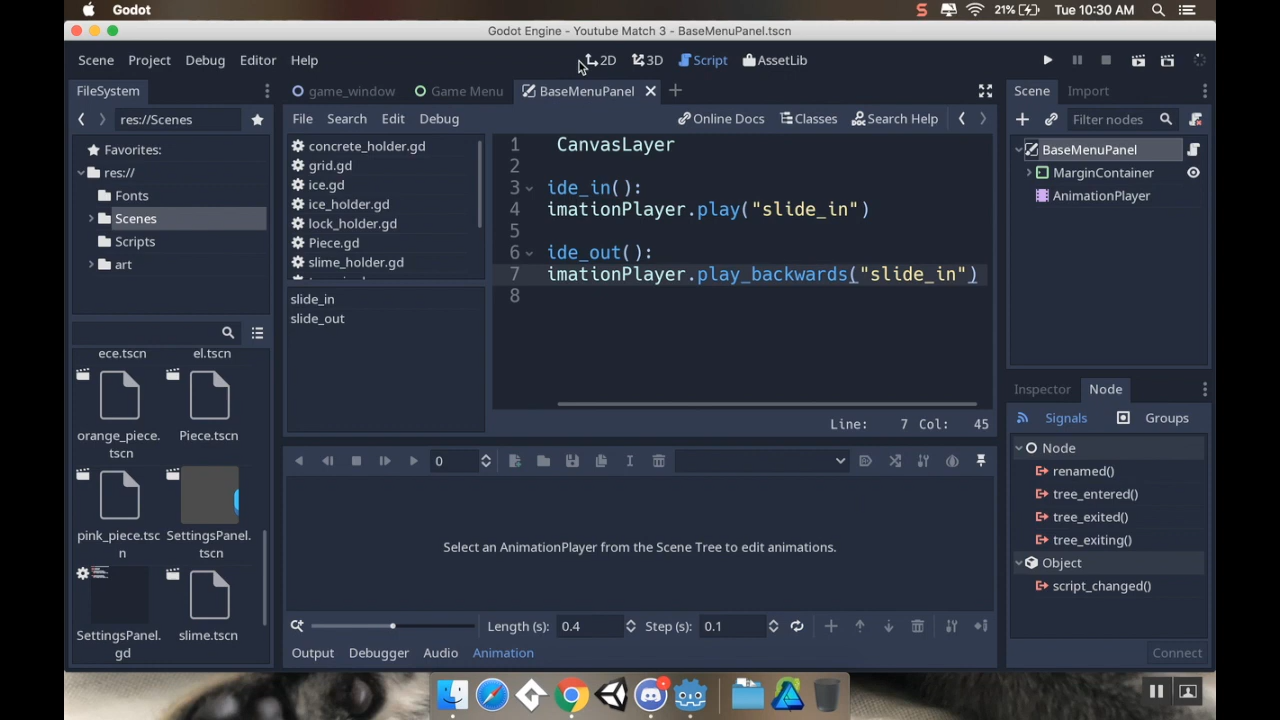 Godot
21%
Tue 10:30 AM
Godot Engine - Youtube Match 3 - BaseMenuPanel.tscn
Scene Project Debug Editor Help
2D 3D Script AssetLib
FileSystem
game_window Game Menu BaseMenuPanel
Scene Import
res://Scenes
File Search Edit Debug
Online Docs Classes Search Help
Filter nodes
Favorites:
res://
Fonts
Scenes
Scripts
art
concrete_holder.gd
grid.gd
ice.gd
ice_holder.gd
lock_holder.gd
Piece.gd
slime_holder.gd
slide_in
slide_out
1 CanvasLayer
2
3 ide_in():
4 imationPlayer.play("slide_in")
5
6 ide_out():
7 imationPlayer.play_backwards("slide_in")
8
Line: 7 Col: 45
BaseMenuPanel
MarginContainer
AnimationPlayer
ece.tscn
el.tscn
orange_piece.
tscn
Piece.tscn
pink_piece.tsc
n
SettingsPanel.
tscn
SettingsPanel.
gd
slime.tscn
0
Select an AnimationPlayer from the Scene Tree to edit animations.
Length (s): 0.4 Step (s): 0.1
Output Debugger Audio Animation
Inspector Node
Signals Groups
Node
renamed()
tree_entered()
tree_exited()
tree_exiting()
Object
script_changed()
Connect